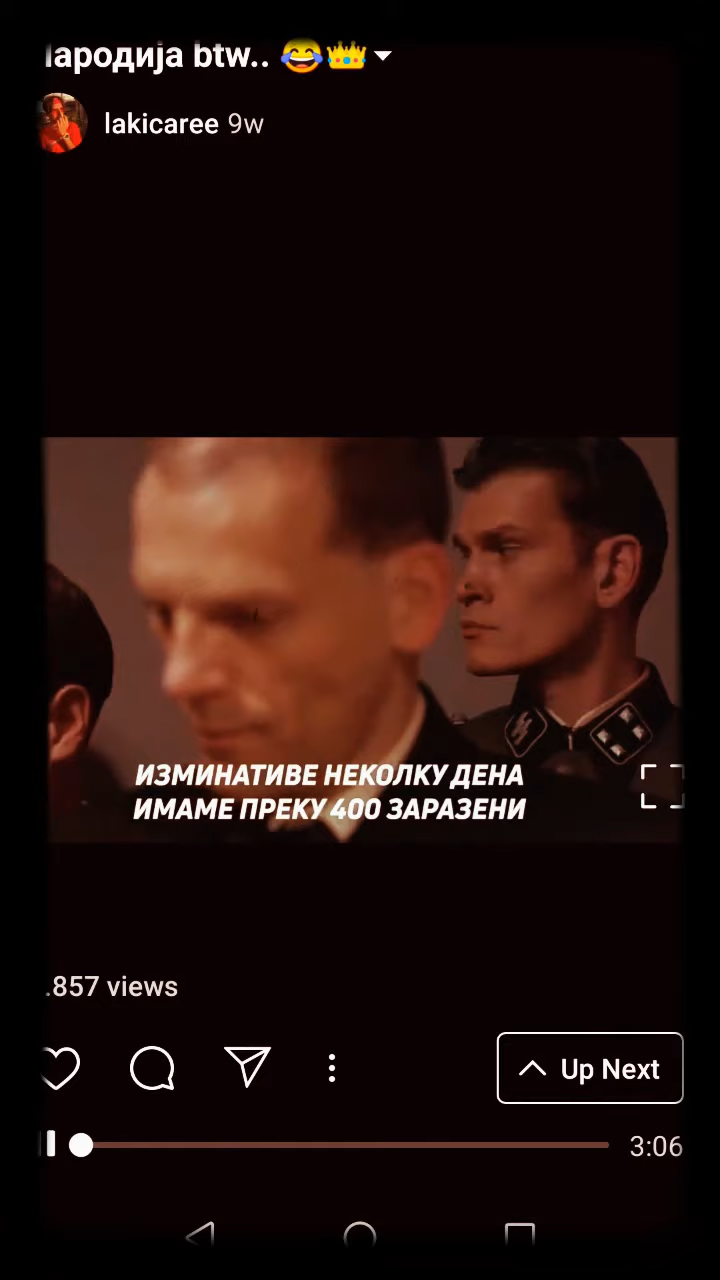 ародија btw.. 😂👑
lakicaree 9w
ИЗМИНАТИВЕ НЕКОЛКУ ДЕНА
ИМАМЕ ПРЕКУ 400 ЗАРАЗЕНИ
.857 views
Up Next
3:06